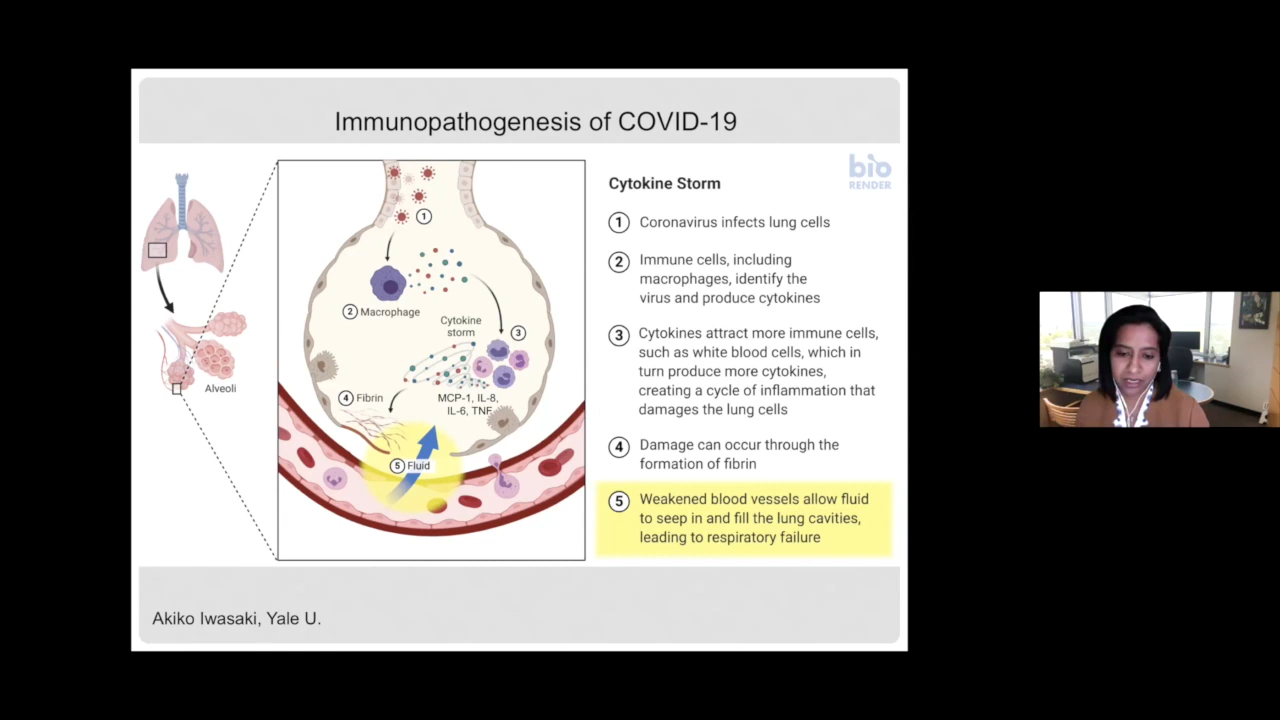 Immunopathogenesis of COVID-19
bio
RENDER
Alveoli
1
2 Macrophage
Cytokine
storm
3
4 Fibrin
MCP-1, IL-8,
IL-6, TNF
5 Fluid
Cytokine Storm
1 Coronavirus infects lung cells
2 Immune cells, including
macrophages, identify the
virus and produce cytokines
3 Cytokines attract more immune cells,
such as white blood cells, which in
turn produce more cytokines,
creating a cycle of inflammation that
damages the lung cells
4 Damage can occur through the
formation of fibrin
5 Weakened blood vessels allow fluid
to seep in and fill the lung cavities,
leading to respiratory failure
Akiko Iwasaki, Yale U.